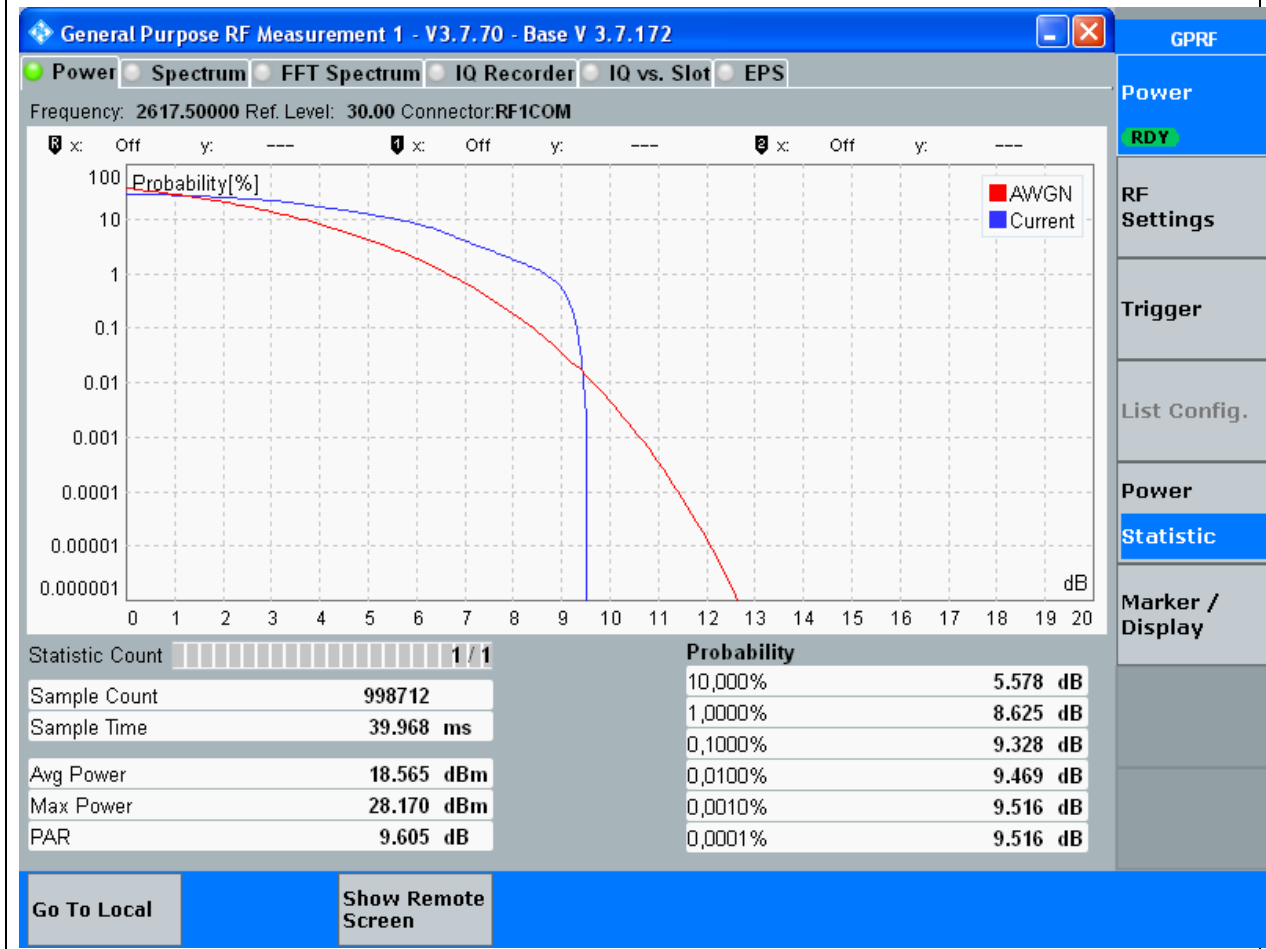 General Purpose RF Measurement 1 - V3.7.70 - Base V 3.7.172
GPRF
Power Spectrum FFT Spectrum IQ Recorder IQ vs. Slot EPS
Frequency: 2617.50000 Ref. Level: 30.00 Connector:RF1COM
R x: Off y: --- 1 x: Off y: --- 2 x: Off y: ---
Probability[%]
AWGN
Current
100
10
1
0.1
0.01
0.001
0.0001
0.00001
0.000001
dB
0 1 2 3 4 5 6 7 8 9 10 11 12 13 14 15 16 17 18 19 20
Statistic Count 1 / 1
Sample Count 998712
Sample Time 39.968 ms
Avg Power 18.565 dBm
Max Power 28.170 dBm
PAR 9.605 dB
Probability
10,000% 5.578 dB
1,0000% 8.625 dB
0,1000% 9.328 dB
0,0100% 9.469 dB
0,0010% 9.516 dB
0,0001% 9.516 dB
Power
RDY
RF
Settings
Trigger
List Config.
Power
Statistic
Marker /
Display
Go To Local
Show Remote
Screen